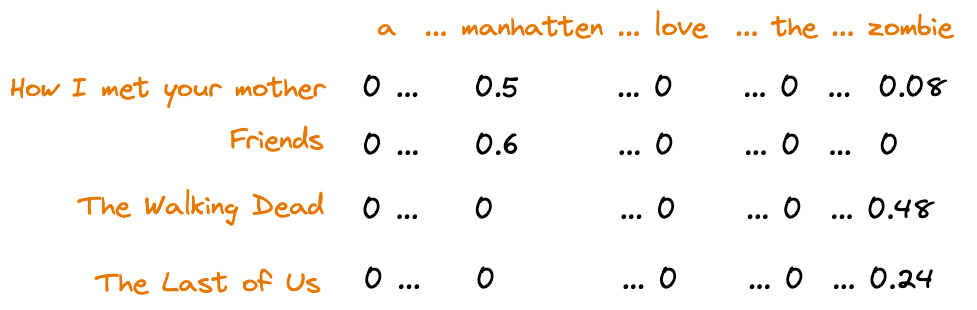 a ... manhatten ... love ... the ... zombie
How I met your mother 0 ... 0.5 ... 0 ... 0 ... 0.08
Friends 0 ... 0.6 ... 0 ... 0 ... 0
The Walking Dead 0 ... 0 ... 0 ... 0 ... 0.48
The Last of Us 0 ... 0 ... 0 ... 0 ... 0.24